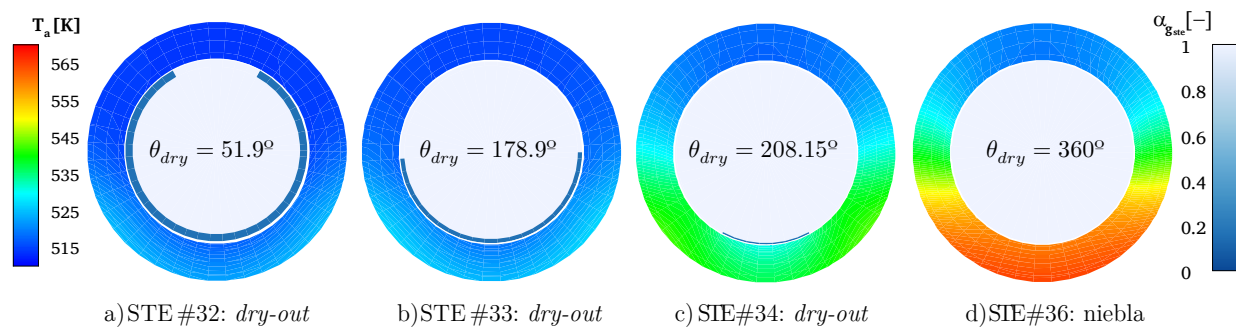 T_a [K]
565
555
545
535
525
515
θ_dry = 51.9º
θ_dry = 178.9º
θ_dry = 208.15º
θ_dry = 360º
α_g_ste [−]
1
0.8
0.6
0.4
0.2
0
a) STE #32: dry-out
b) STE #33: dry-out
c) STE#34: dry-out
d) STE#36: niebla